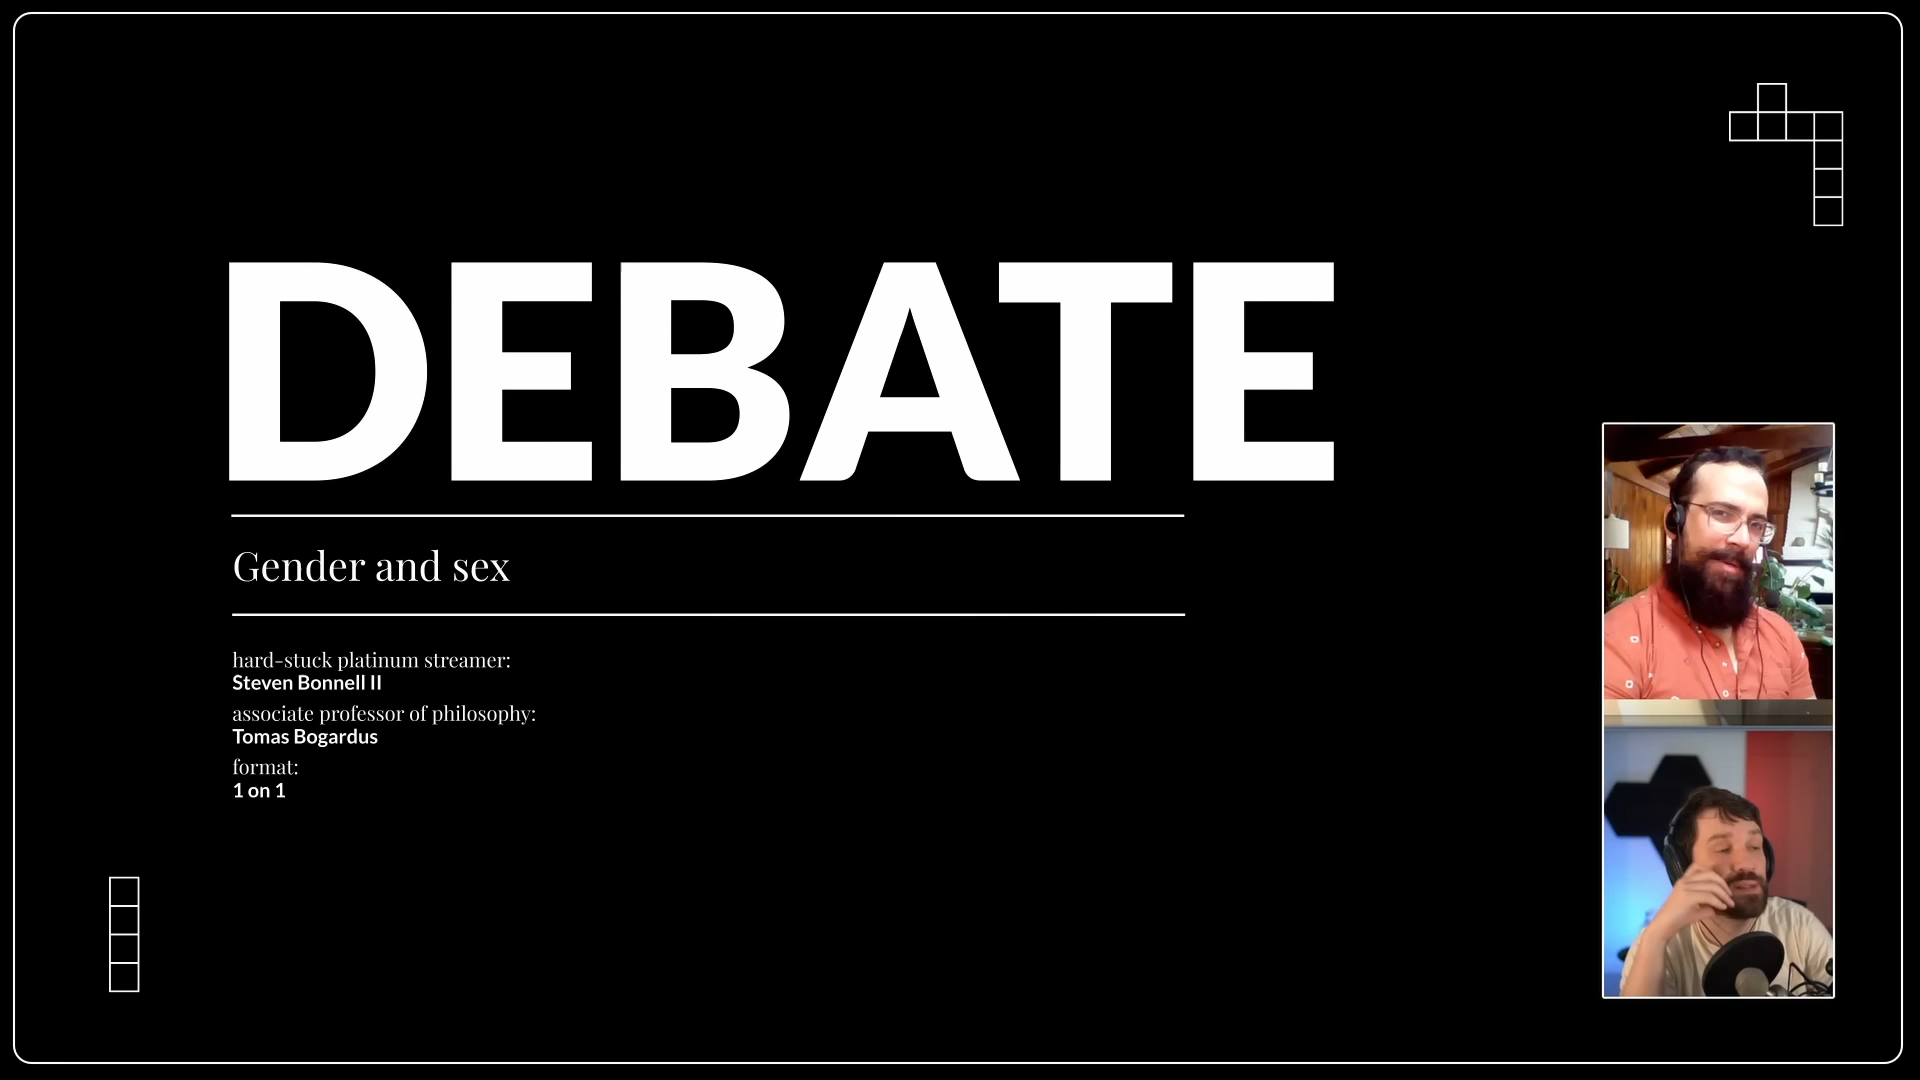 DEBATE
Gender and sex
hard-stuck platinum streamer:
Steven Bonnell II
associate professor of philosophy:
Tomas Bogardus
format:
1 on 1